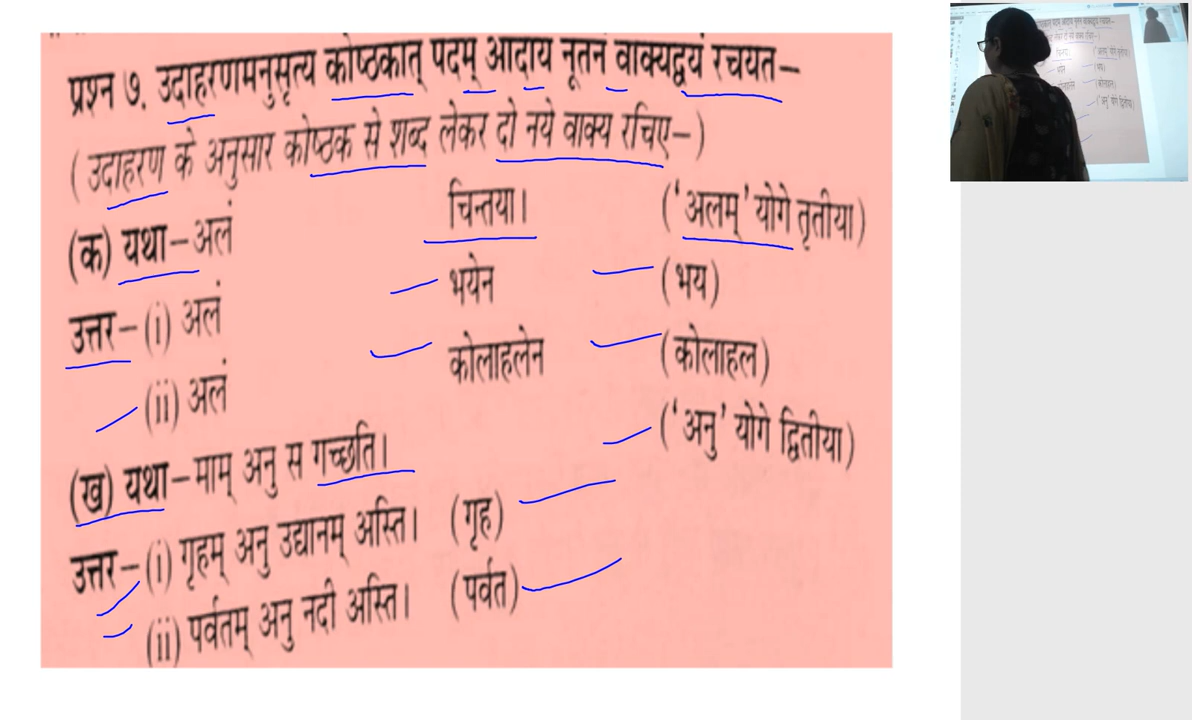 प्रश्न ७. उदाहरणमनुसृत्य कोष्ठकात् पदम् आदाय नूतनं वाक्यद्वयं रचयत–
( उदाहरण के अनुसार कोष्ठक से शब्द लेकर दो नये वाक्य रचिए–)
(क) यथा–अलं चिन्तया। ('अलम्' योगे तृतीया)
उत्तर–(i) अलं भयेन (भय)
(ii) अलं कोलाहलेन (कोलाहल)
(ख) यथा–माम् अनु स गच्छति। ('अनु' योगे द्वितीया)
उत्तर–(i) गृहम् अनु उद्यानम् अस्ति। (गृह)
(ii) पर्वतम् अनु नदी अस्ति। (पर्वत)